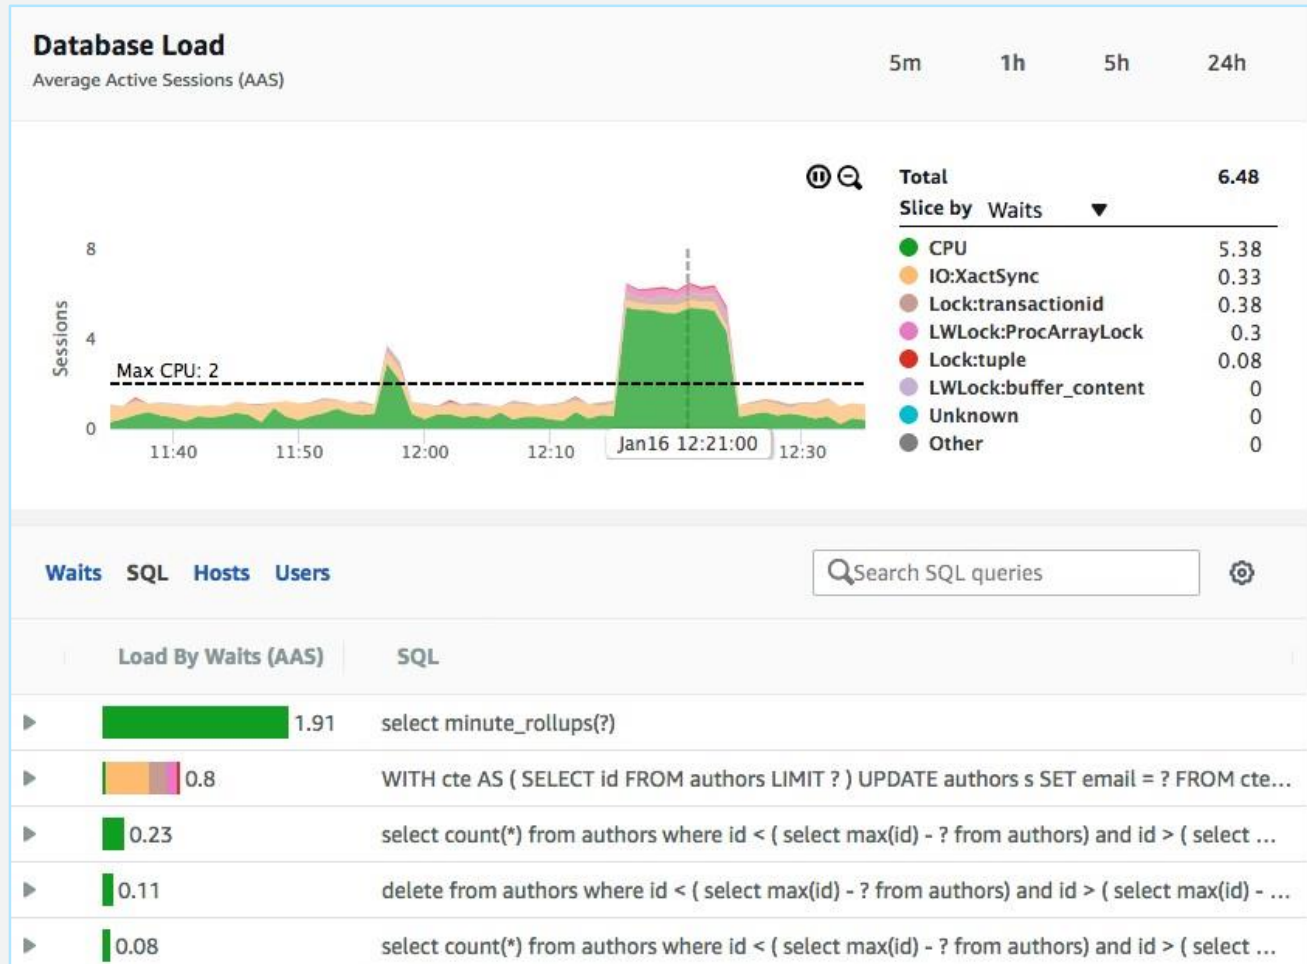 Database Load
Average Active Sessions (AAS)
5m 1h 5h 24h
Total 6.48
Slice by Waits
CPU 5.38
IO:XactSync 0.33
Lock:transactionid 0.38
LWLock:ProcArrayLock 0.3
Lock:tuple 0.08
LWLock:buffer_content 0
Unknown 0
Other 0
8
4
0
Sessions
Max CPU: 2
11:40 11:50 12:00 12:10 Jan16 12:21:00 12:30
Waits SQL Hosts Users
Search SQL queries
Load By Waits (AAS) SQL
1.91 select minute_rollups(?)
0.8 WITH cte AS ( SELECT id FROM authors LIMIT ? ) UPDATE authors s SET email = ? FROM cte...
0.23 select count(*) from authors where id < ( select max(id) - ? from authors) and id > ( select ...
0.11 delete from authors where id < ( select max(id) - ? from authors) and id > ( select max(id) - ...
0.08 select count(*) from authors where id < ( select max(id) - ? from authors) and id > ( select ...